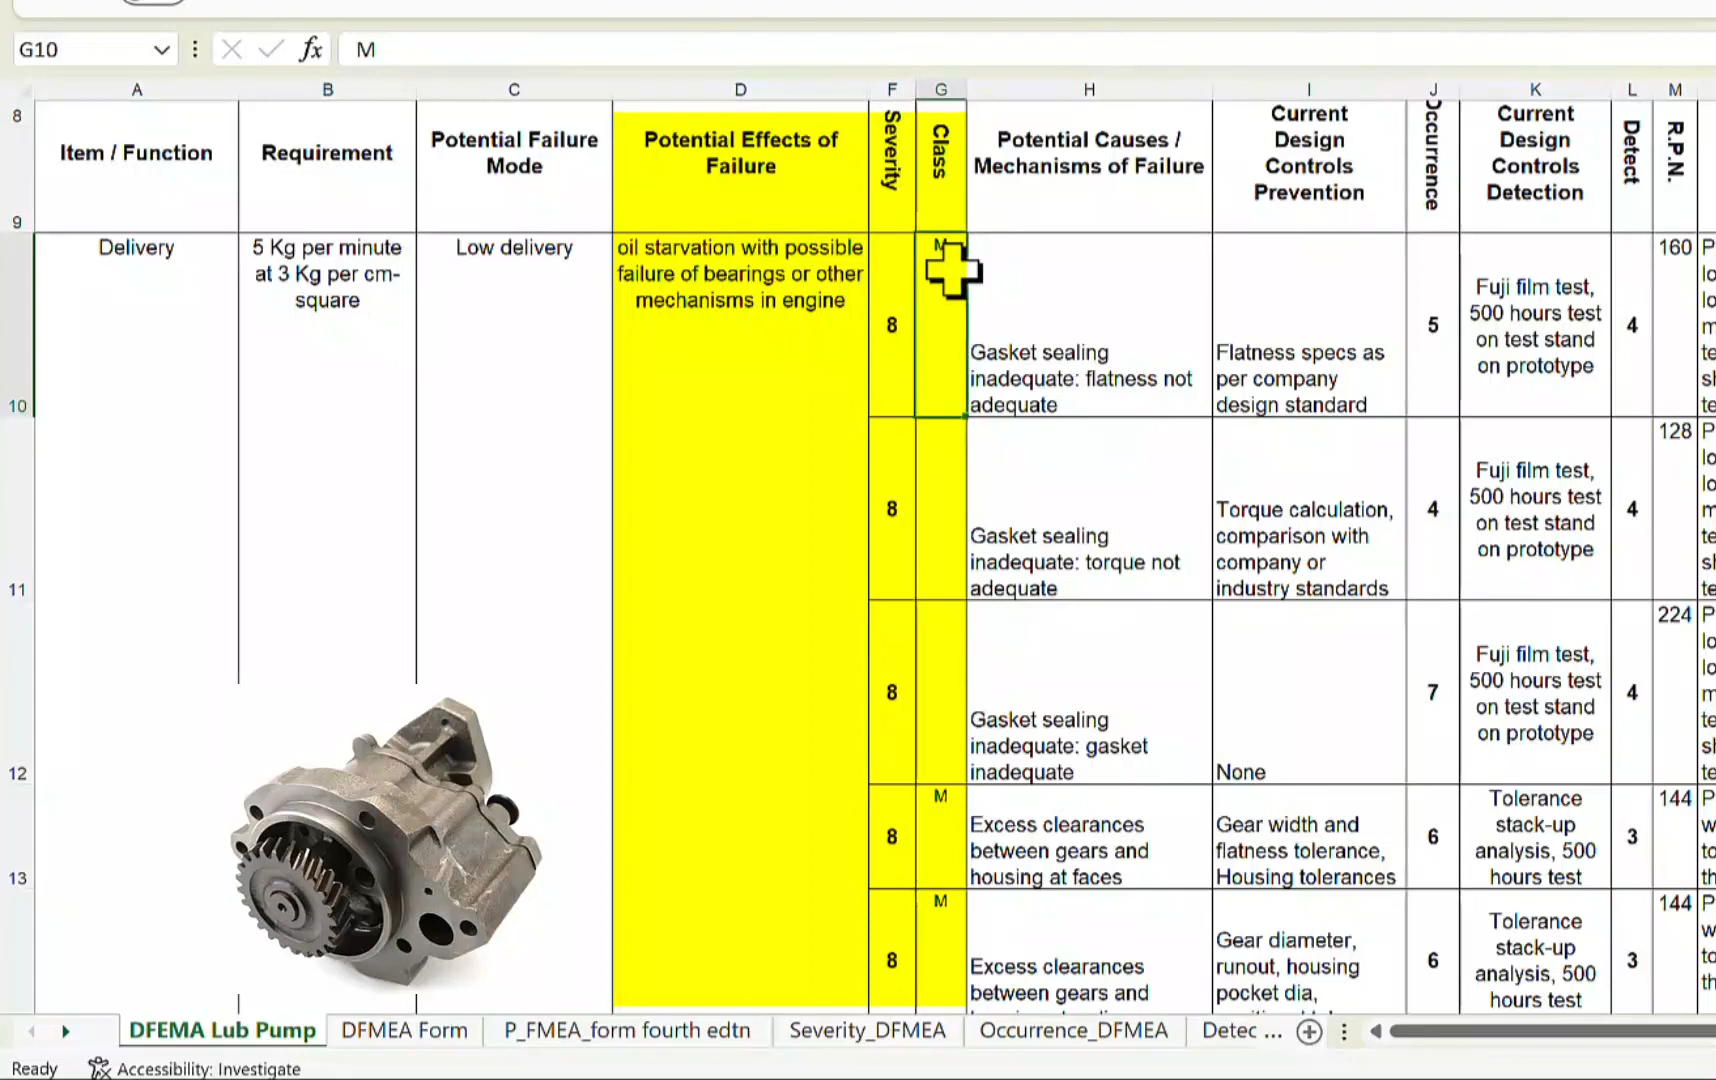 G10
fx
M
A B C D F G H I J K L M
8
Item / Function
Requirement
Potential Failure
Mode
Potential Effects of
Failure
Severity
Class
Potential Causes /
Mechanisms of Failure
Current
Design
Controls
Prevention
Occurrence
Current
Design
Controls
Detection
Detect
R.P.N.
9
Delivery
5 Kg per minute
at 3 Kg per cm-
square
Low delivery
oil starvation with possible
failure of bearings or other
mechanisms in engine
8
M
Gasket sealing
inadequate: flatness not
adequate
Flatness specs as
per company
design standard
5
Fuji film test,
500 hours test
on test stand
on prototype
4
160
10
8
Gasket sealing
inadequate: torque not
adequate
Torque calculation,
comparison with
company or
industry standards
4
Fuji film test,
500 hours test
on test stand
on prototype
4
128
11
8
Gasket sealing
inadequate: gasket
inadequate
None
7
Fuji film test,
500 hours test
on test stand
on prototype
4
224
12
8
M
Excess clearances
between gears and
housing at faces
Gear width and
flatness tolerance,
Housing tolerances
6
Tolerance
stack-up
analysis, 500
hours test
3
144
13
8
M
Excess clearances
between gears and
Gear diameter,
runout, housing
pocket dia,
6
Tolerance
stack-up
analysis, 500
hours test
3
144
DFEMA Lub Pump
DFMEA Form
P_FMEA_form fourth edtn
Severity_DFMEA
Occurrence_DFMEA
Detec ...
Ready
Accessibility: Investigate